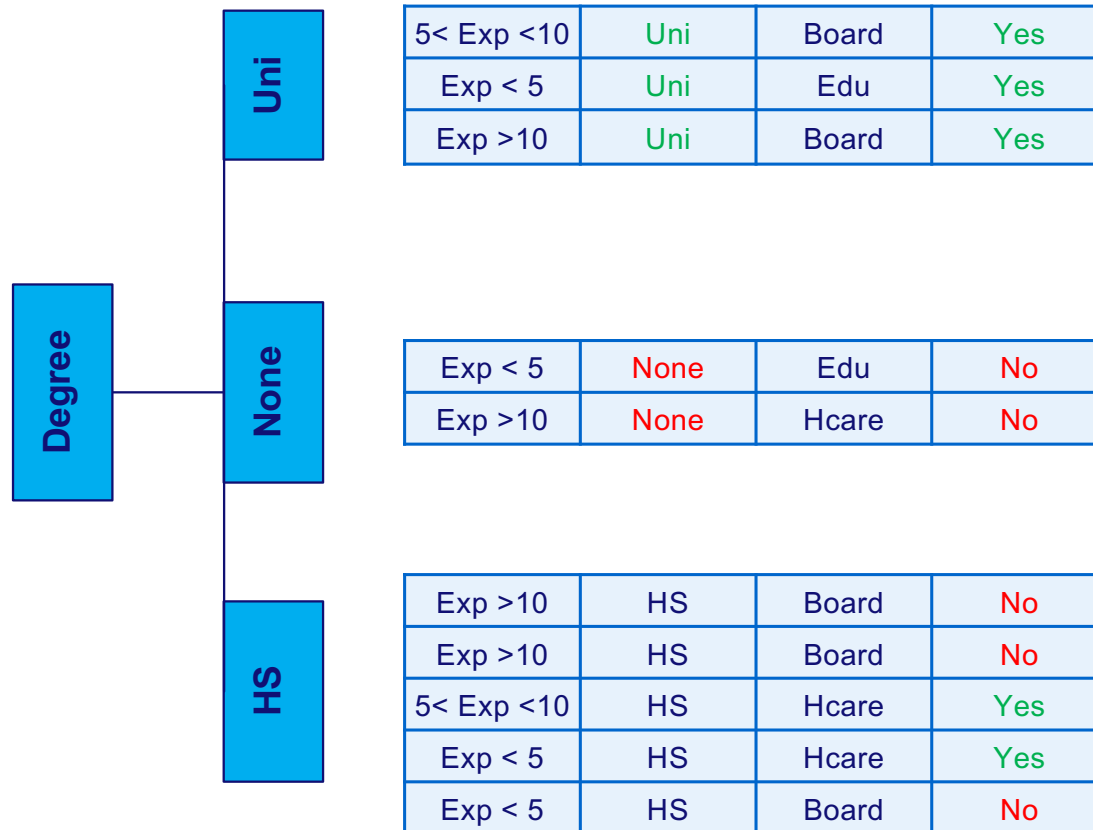 Degree
Uni
5< Exp <10 Uni Board Yes
Exp < 5 Uni Edu Yes
Exp >10 Uni Board Yes
None
Exp < 5 None Edu No
Exp >10 None Hcare No
HS
Exp >10 HS Board No
Exp >10 HS Board No
5< Exp <10 HS Hcare Yes
Exp < 5 HS Hcare Yes
Exp < 5 HS Board No